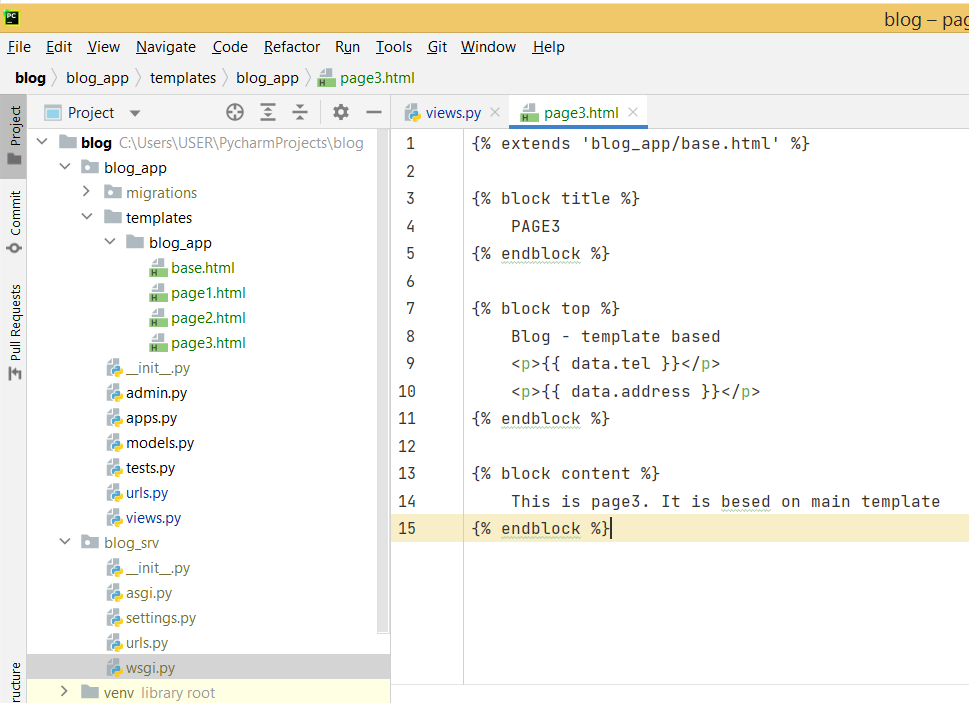 PC
blog – pag
File Edit View Navigate Code Refactor Run Tools Git Window Help
blog blog_app templates blog_app page3.html
Project
views.py
page3.html
Project
Commit
Pull Requests
ructure
blog C:\Users\USER\PycharmProjects\blog
blog_app
migrations
templates
blog_app
base.html
page1.html
page2.html
page3.html
__init__.py
admin.py
apps.py
models.py
tests.py
urls.py
views.py
blog_srv
__init__.py
asgi.py
settings.py
urls.py
wsgi.py
venv library root
1 {% extends 'blog_app/base.html' %}
2
3 {% block title %}
4 PAGE3
5 {% endblock %}
6
7 {% block top %}
8 Blog - template based
9 <p>{{ data.tel }}</p>
10 <p>{{ data.address }}</p>
11 {% endblock %}
12
13 {% block content %}
14 This is page3. It is besed on main template
15 {% endblock %}